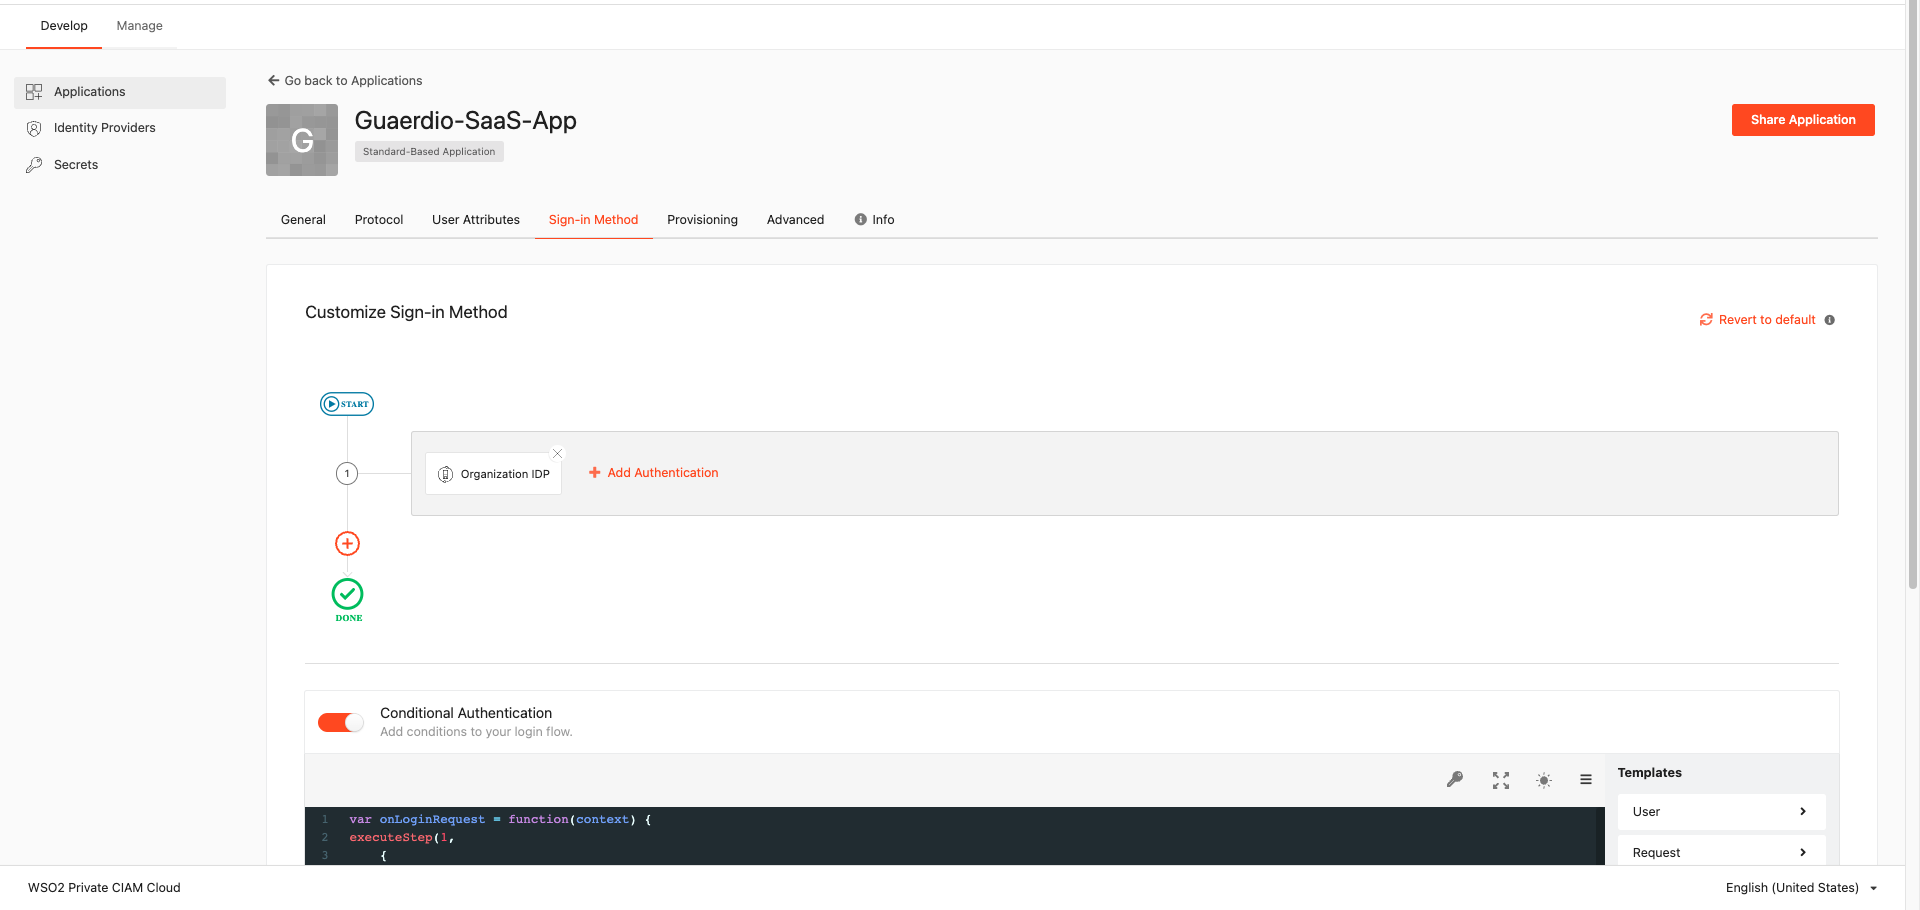 Develop
Manage
Applications
Identity Providers
Secrets
Go back to Applications
G
Guaerdio-SaaS-App
Standard-Based Application
Share Application
General
Protocol
User Attributes
Sign-in Method
Provisioning
Advanced
Info
Customize Sign-in Method
Revert to default
START
1
Organization IDP
Add Authentication
DONE
Conditional Authentication
Add conditions to your login flow.
Templates
User
Request
1 var onLoginRequest = function(context) {
2 executeStep(1,
3 {
WSO2 Private CIAM Cloud
English (United States)